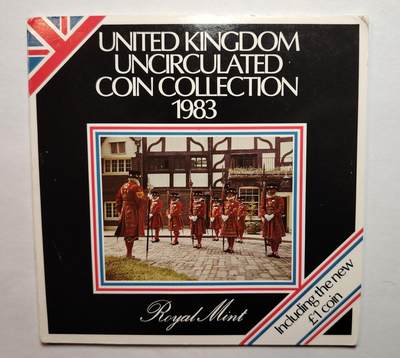 UNITED KINGDOM
UNCIRCULATED
COIN COLLECTION
1983
Royal Mint
Including the new
£1 coin